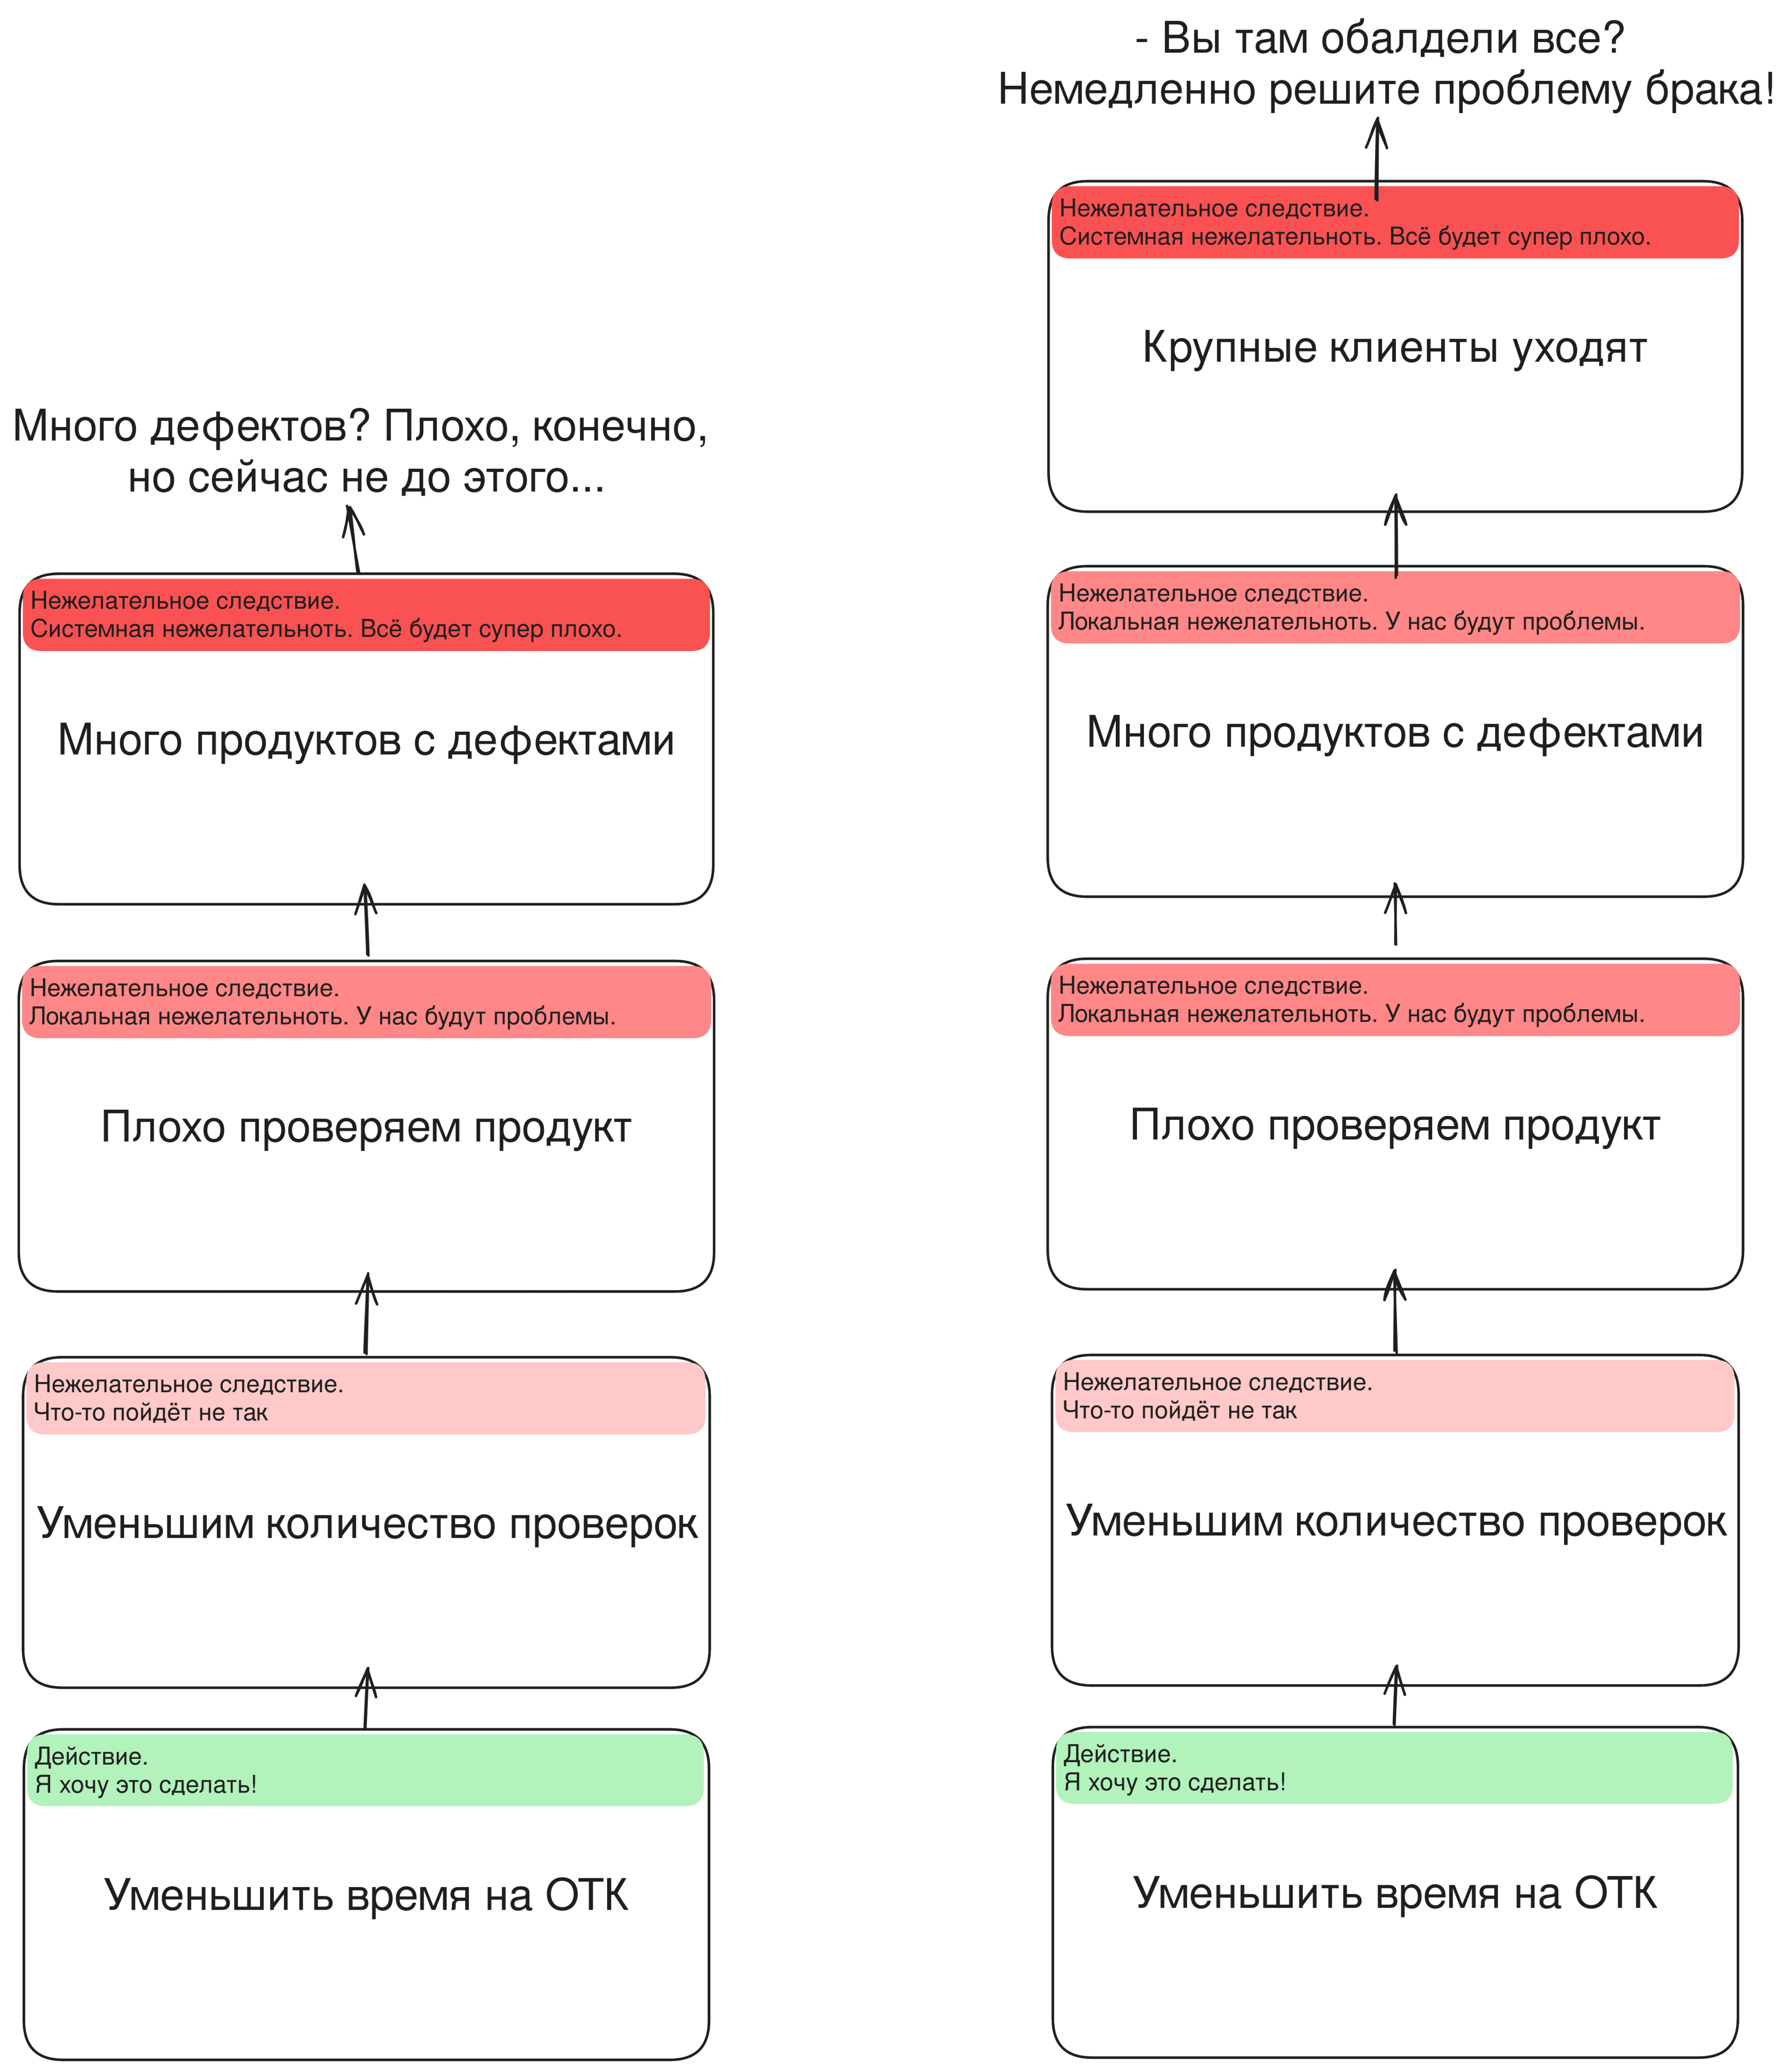 Много дефектов? Плохо, конечно,
но сейчас не до этого...
Нежелательное следствие.
Системная нежелательноть. Всё будет супер плохо.
Много продуктов с дефектами
Нежелательное следствие.
Локальная нежелательноть. У нас будут проблемы.
Плохо проверяем продукт
Нежелательное следствие.
Что-то пойдёт не так
Уменьшим количество проверок
Действие.
Я хочу это сделать!
Уменьшить время на ОТК
- Вы там обалдели все?
Немедленно решите проблему брака!
Нежелательное следствие.
Системная нежелательноть. Всё будет супер плохо.
Крупные клиенты уходят
Нежелательное следствие.
Локальная нежелательноть. У нас будут проблемы.
Много продуктов с дефектами
Нежелательное следствие.
Локальная нежелательноть. У нас будут проблемы.
Плохо проверяем продукт
Нежелательное следствие.
Что-то пойдёт не так
Уменьшим количество проверок
Действие.
Я хочу это сделать!
Уменьшить время на ОТК